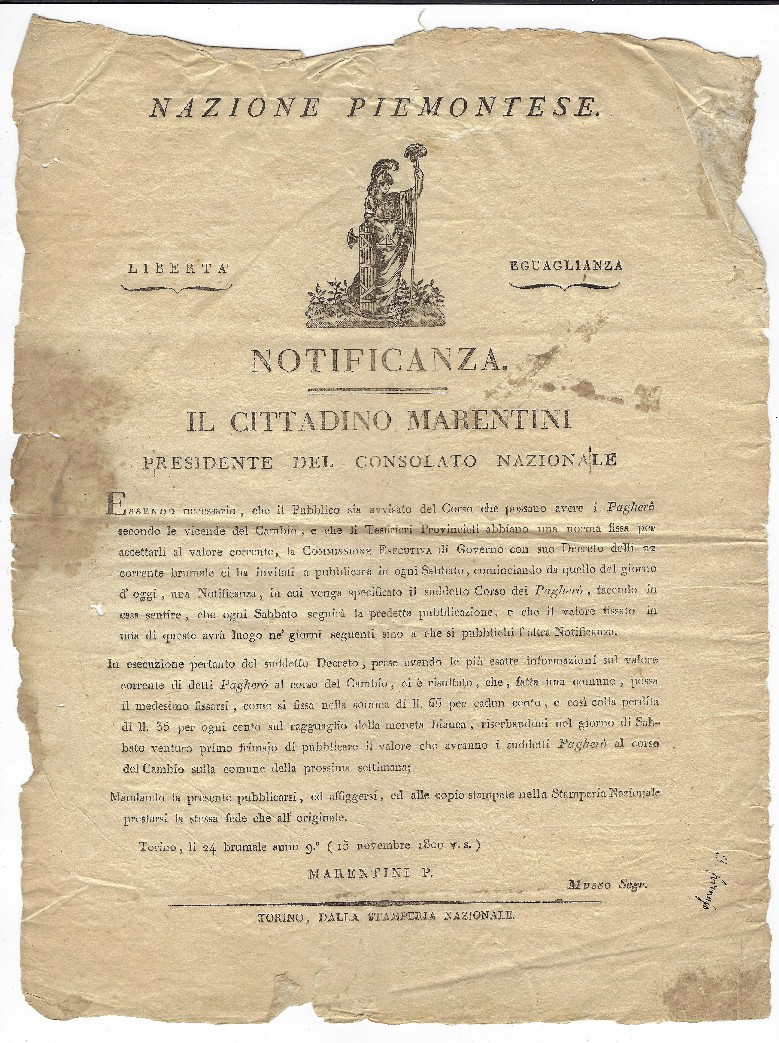 NAZIONE PIEMONTESE.
LIBERTA'
EGUAGLIANZA
NOTIFICANZA.
IL CITTADINO MARENTINI
PRESIDENTE DEL CONSOLATO NAZIONALE
Essendo necessario, che il Pubblico sia avvisato del Corso che possano avere i Pagherò
secondo le vicende del Cambio, e che li Tesorieri Provinciali abbiano una norma fissa per
accettarli al valore corrente, la Commissione Esecutiva di Governo con suo Decreto delli 22
corrente brumale ci ha invitati a pubblicare in ogni Sabbato, cominciando da quello del giorno
d'oggi, una Notificanza, in cui venga specificato il suddetto Corso dei Pagherò, facendo in
essa sentire, che ogni Sabbato seguirà la predetta pubblicazione, e che il valore fissato in
una di queste avrà luogo ne' giorni seguenti sino a che si pubblichi l'altra Notificanza.
In esecuzione pertanto del suddetto Decreto, prese avendo le più esatte informazioni sul valore
corrente di detti Pagherò al corso del Cambio, ci è risultato, che, fatta una comune, possa
il medesimo fissarsi, come si fissa nella somma di ll. 65 per cadun cento, e così colla perdita
di ll. 35 per ogni cento sul ragguaglio della moneta bianca, riserbandoci nel giorno di Sab-
bato venturo primo frimajo di pubblicare il valore che avranno i suddetti Pagherò al corso
del Cambio sulla comune della prossima settimana;
Mandando la presente pubblicarsi, ed affiggersi, ed alle copie stampate nella Stamperia Nazionale
prestarsi la stessa fede che all'originale.
Torino, li 24 brumale anno 9.° (15 novembre 1800 v. s.)
MARENTINI P.
Musso Segr.
TORINO, DALLA STAMPERIA NAZIONALE.